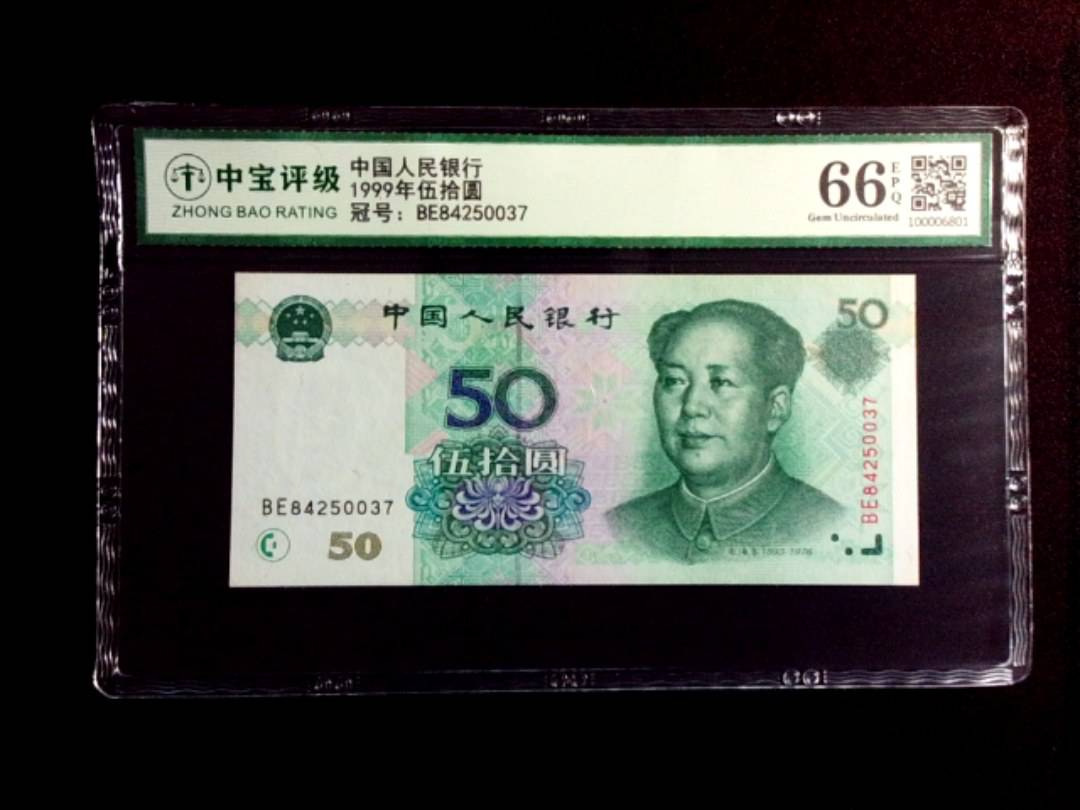 中宝评级
ZHONG BAO RATING
中国人民银行
1999年伍拾圆
冠号：BE84250037
66
EPQ
Gem Uncirculated
100006801
中国人民银行
50
50
伍拾圆
BE84250037
50
BE84250037